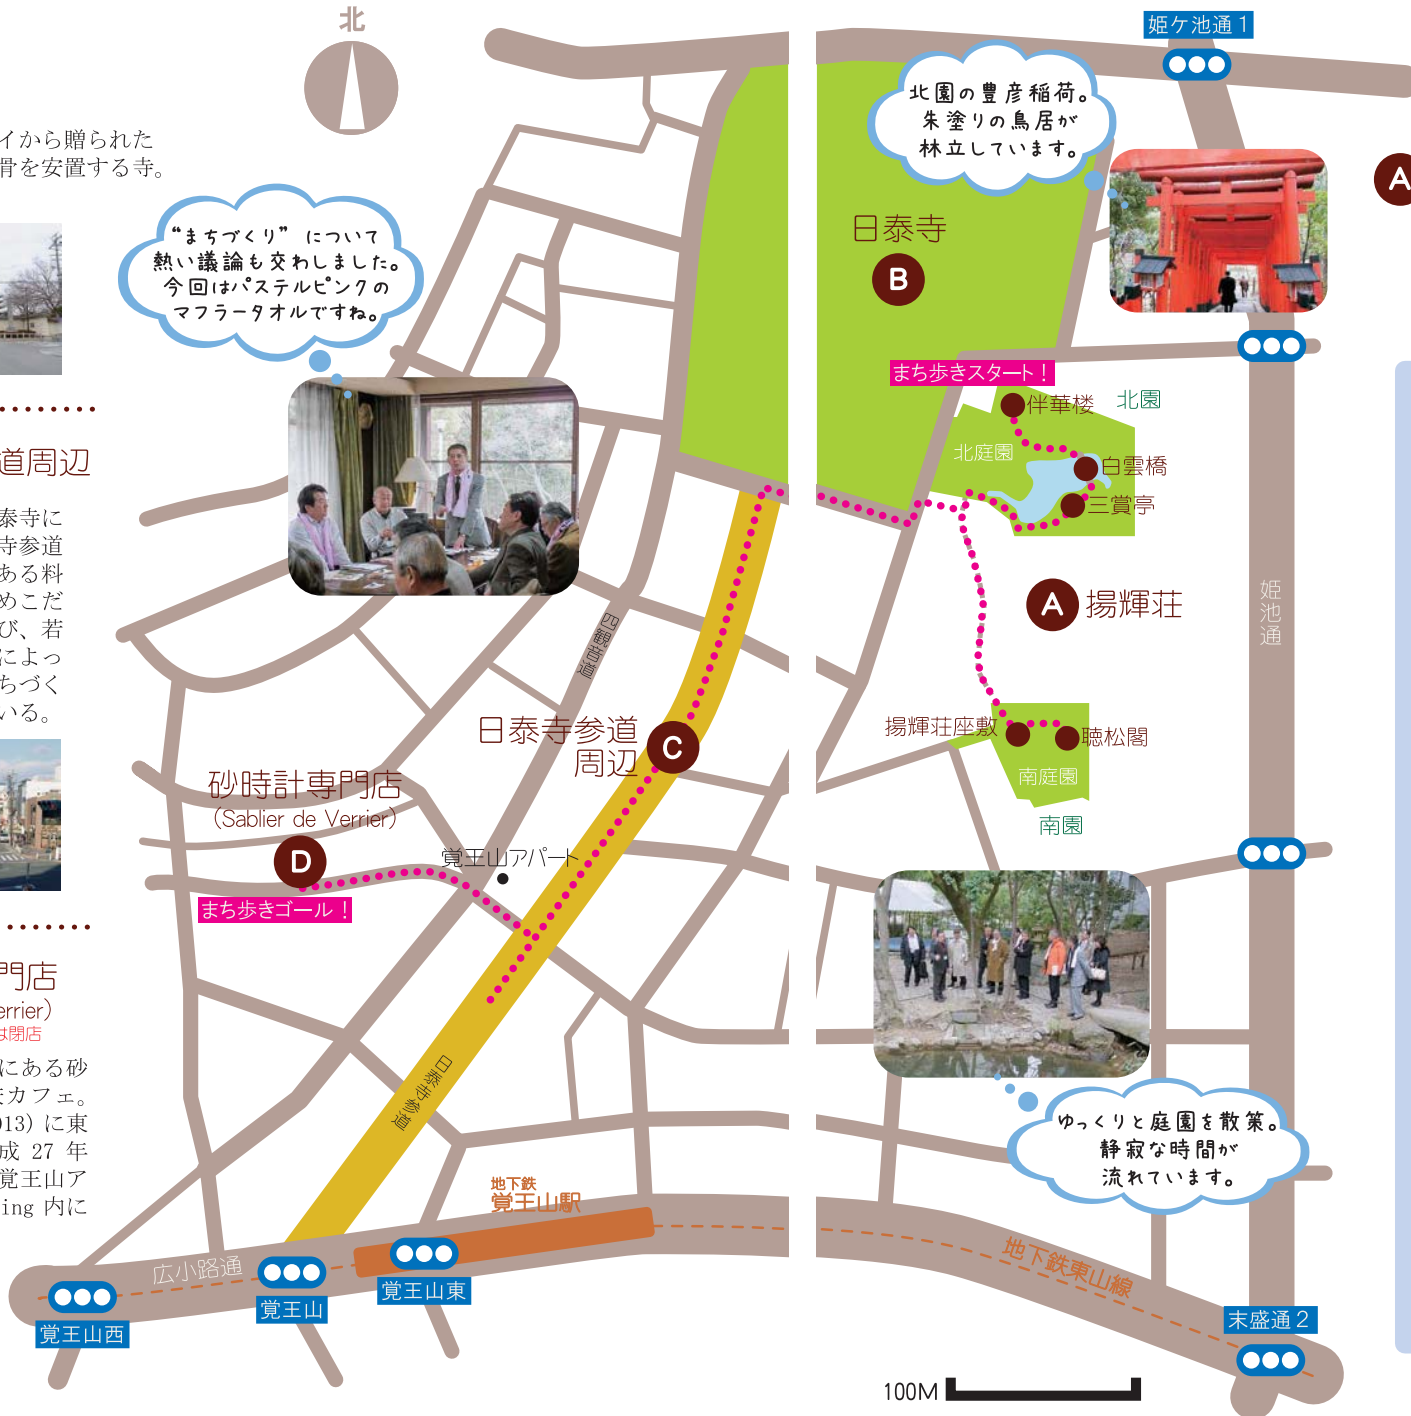 北
イから贈られた
骨を安置する寺。
“まちづくり” について
熱い議論も交わしました。
今回はパステルピンクの
マフラータオルですね。
道周辺
泰寺に
寺参道
ある料
めこだ
び、若
によっ
ちづく
いる。
門店
errier)
は閉店
にある砂
カフェ。
013) に東
成 27 年
覚王山ア
ing 内に
姫ケ池通 1
北園の豊彦稲荷。
朱塗りの鳥居が
林立しています。
A
日泰寺
B
まち歩きスタート！
伴華楼
北園
北庭園
白雲橋
三賞亭
A 揚輝荘
姫池通
四観音道
揚輝荘座敷
聴松閣
南庭園
南園
日泰寺参道
周辺
C
砂時計専門店
(Sablier de Verrier)
D
覚王山アパート
まち歩きゴール！
日泰寺参道
ゆっくりと庭園を散策。
静寂な時間が
流れています。
地下鉄
覚王山駅
広小路通
地下鉄東山線
覚王山西
覚王山
覚王山東
末盛通 2
100M